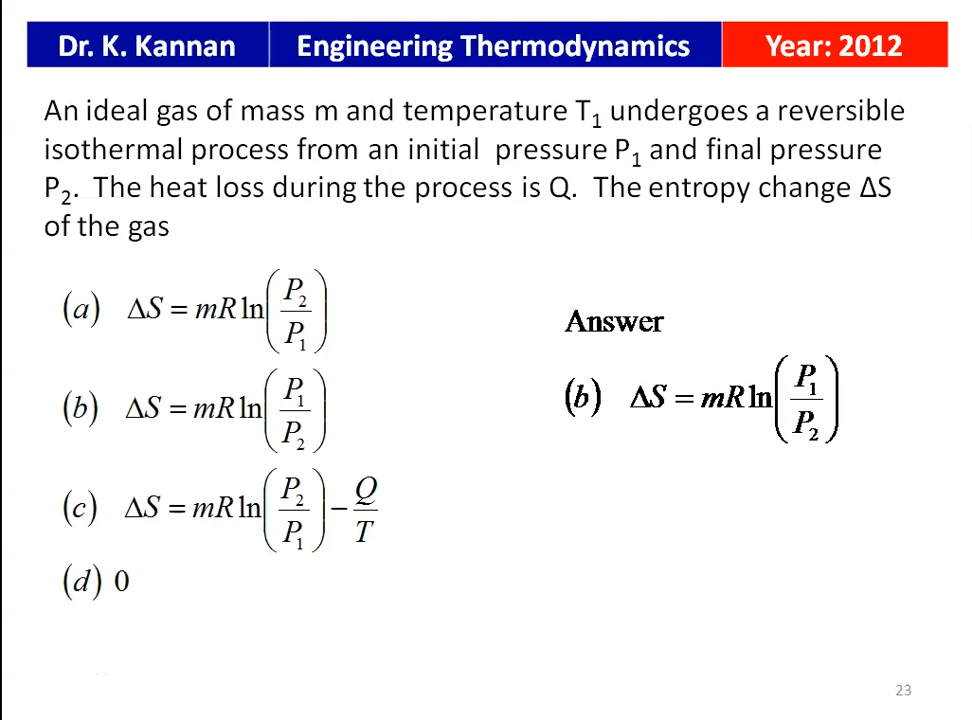 Dr. K. Kannan Engineering Thermodynamics Year: 2012
An ideal gas of mass m and temperature T₁ undergoes a reversible
isothermal process from an initial pressure P₁ and final pressure
P₂. The heat loss during the process is Q. The entropy change ΔS
of the gas
(a) ΔS = mR ln(P₂/P₁)
(b) ΔS = mR ln(P₁/P₂)
(c) ΔS = mR ln(P₂/P₁) − Q/T
(d) 0
Answer
(b) ΔS = mR ln(P₁/P₂)
23